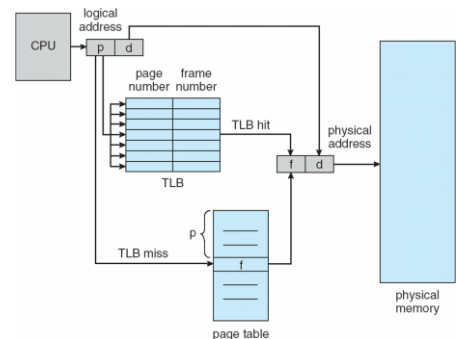 logical
address
CPU
p d
page
number
frame
number
TLB hit
physical
address
f d
TLB
p
TLB miss
f
physical
memory
page table